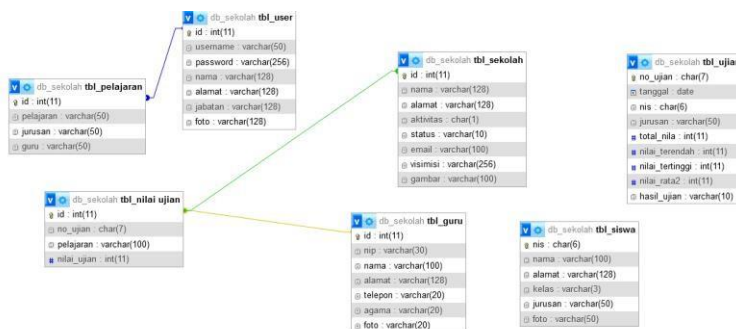 db_sekolah tbl_user
id : int(11)
username : varchar(50)
password : varchar(256)
nama : varchar(128)
alamat : varchar(128)
jabatan : varchar(128)
foto : varchar(128)
db_sekolah tbl_pelajaran
id : int(11)
pelajaran : varchar(50)
jurusan : varchar(50)
guru : varchar(50)
db_sekolah tbl_sekolah
id : int(11)
nama : varchar(128)
alamat : varchar(128)
aktivitas : char(1)
status : varchar(10)
email : varchar(100)
visimisi : varchar(256)
gambar : varchar(100)
db_sekolah tbl_ujian
no_ujian : char(7)
tanggal : date
nis : char(6)
jurusan : varchar(50)
total_nila : int(11)
nilai_terendah : int(11)
nilai_tertinggi : int(11)
nilai_rata2 : int(11)
hasil_ujian : varchar(10)
db_sekolah tbl_nilai ujian
id : int(11)
no_ujian : char(7)
pelajaran : varchar(100)
nilai_ujian : int(11)
db_sekolah tbl_guru
id : int(11)
nip : varchar(30)
nama : varchar(100)
alamat : varchar(128)
telepon : varchar(20)
agama : varchar(20)
foto : varchar(20)
db_sekolah tbl_siswa
nis : char(6)
nama : varchar(100)
alamat : varchar(128)
kelas : varchar(3)
jurusan : varchar(50)
foto : varchar(50)